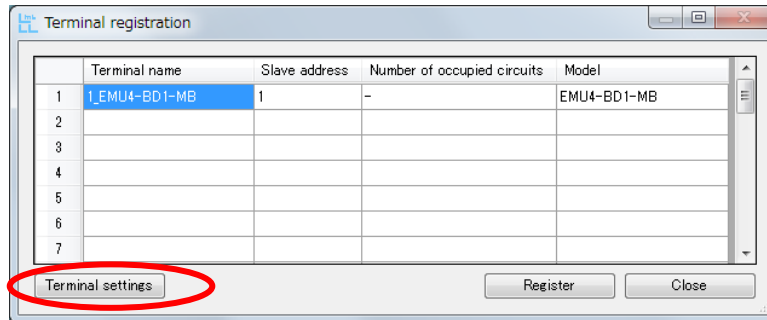 Terminal registration
Terminal name Slave address Number of occupied circuits Model
1 1_EMU4-BD1-MB 1 - EMU4-BD1-MB
2
3
4
5
6
7
Terminal settings Register Close